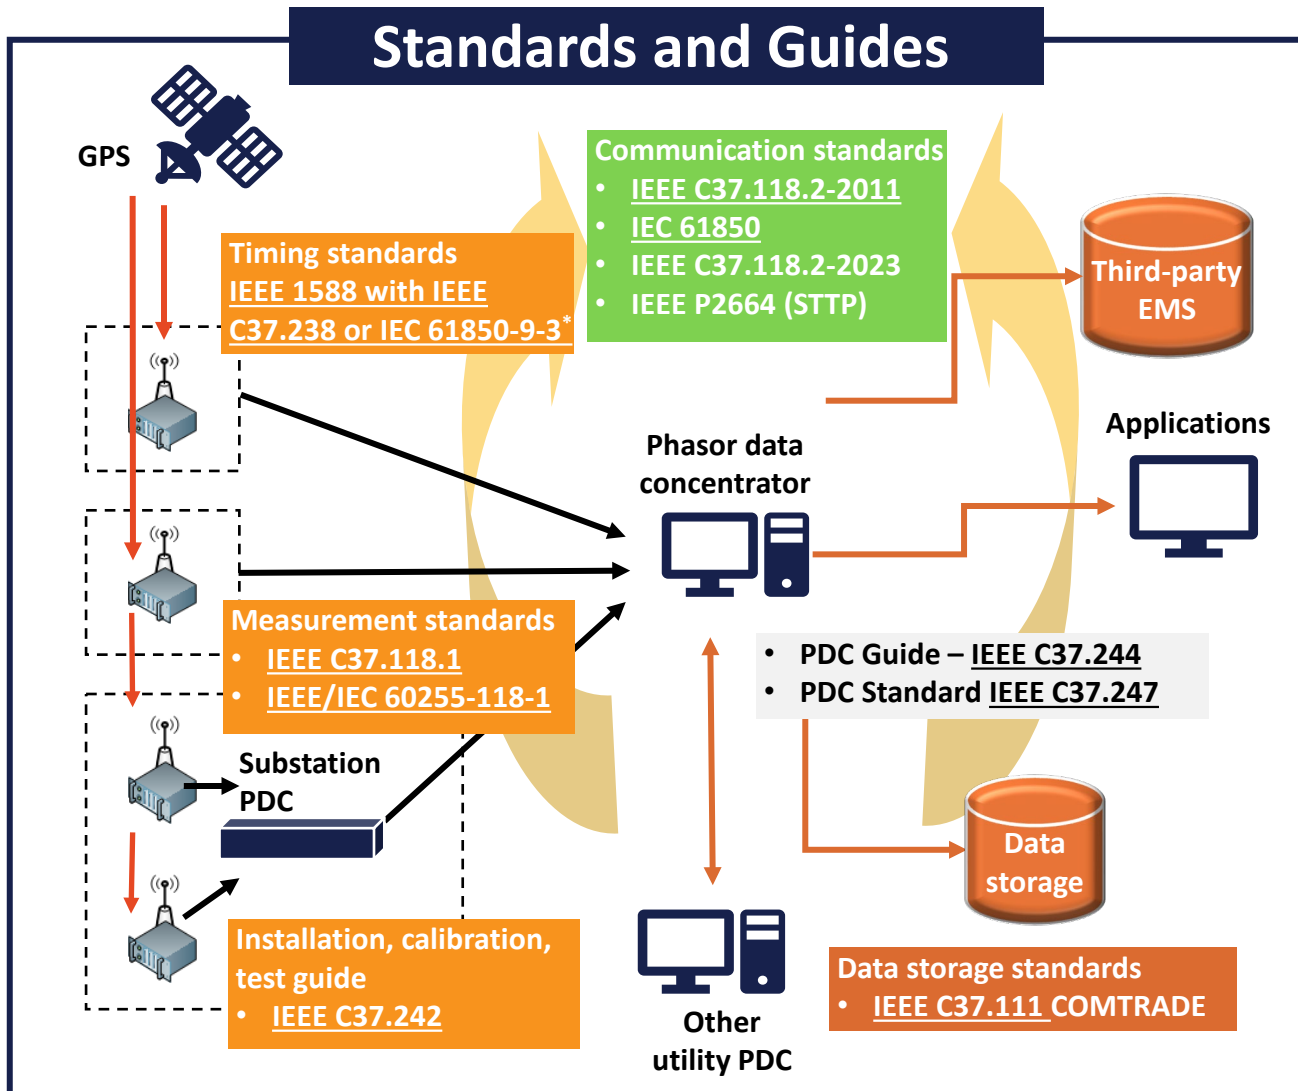 Standards and Guides
GPS
Communication standards
• IEEE C37.118.2-2011
• IEC 61850
• IEEE C37.118.2-2023
• IEEE P2664 (STTP)
Timing standards
IEEE 1588 with IEEE
C37.238 or IEC 61850-9-3*
Third-party
EMS
Applications
Phasor data
concentrator
Measurement standards
• IEEE C37.118.1
• IEEE/IEC 60255-118-1
• PDC Guide – IEEE C37.244
• PDC Standard IEEE C37.247
Substation
PDC
Data
storage
Installation, calibration,
test guide
• IEEE C37.242
Data storage standards
• IEEE C37.111 COMTRADE
Other
utility PDC